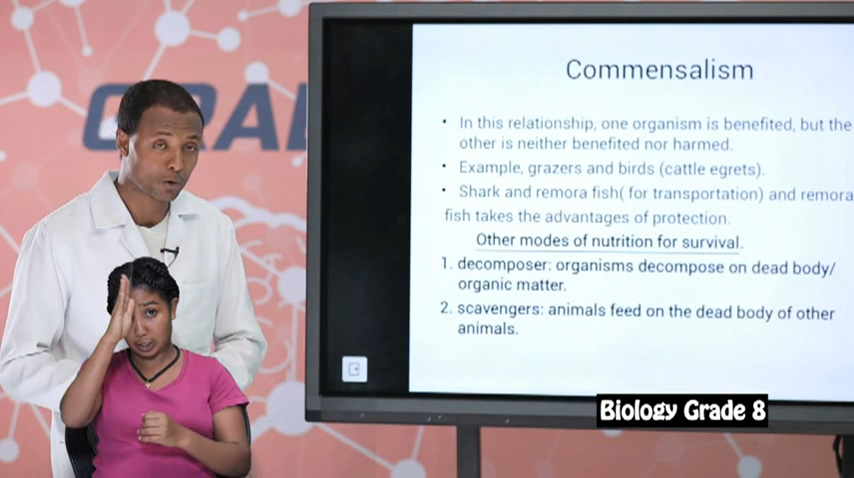 Commensalism
• In this relationship, one organism is benefited, but the
other is neither benefited nor harmed.
• Example, grazers and birds (cattle egrets).
• Shark and remora fish( for transportation) and remora
fish takes the advantages of protection.
Other modes of nutrition for survival.
1. decomposer: organisms decompose on dead body/
organic matter.
2. scavengers: animals feed on the dead body of other
animals.
Biology Grade 8